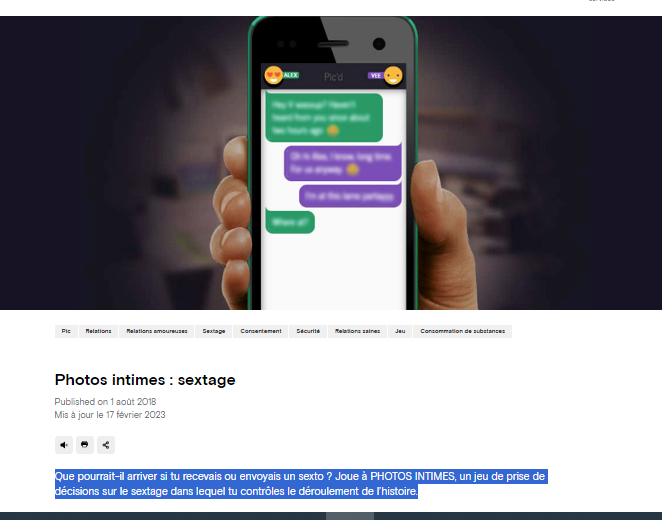 ALEX
Pic'd
VEE
Hey V wassup? Haven't
heard from you since about
two hours ago
Oh hi Alex, I know, long time.
For us anyway.
I'm at this lame partayyy
Where at?
Pic
Relations
Relations amoureuses
Sextage
Consentement
Sécurité
Relations saines
Jeu
Consommation de substances
Photos intimes : sextage
Published on 1 août 2018
Mis à jour le 17 février 2023
Que pourrait-il arriver si tu recevais ou envoyais un sexto ? Joue à PHOTOS INTIMES, un jeu de prise de
décisions sur le sextage dans lequel tu contrôles le déroulement de l'histoire.